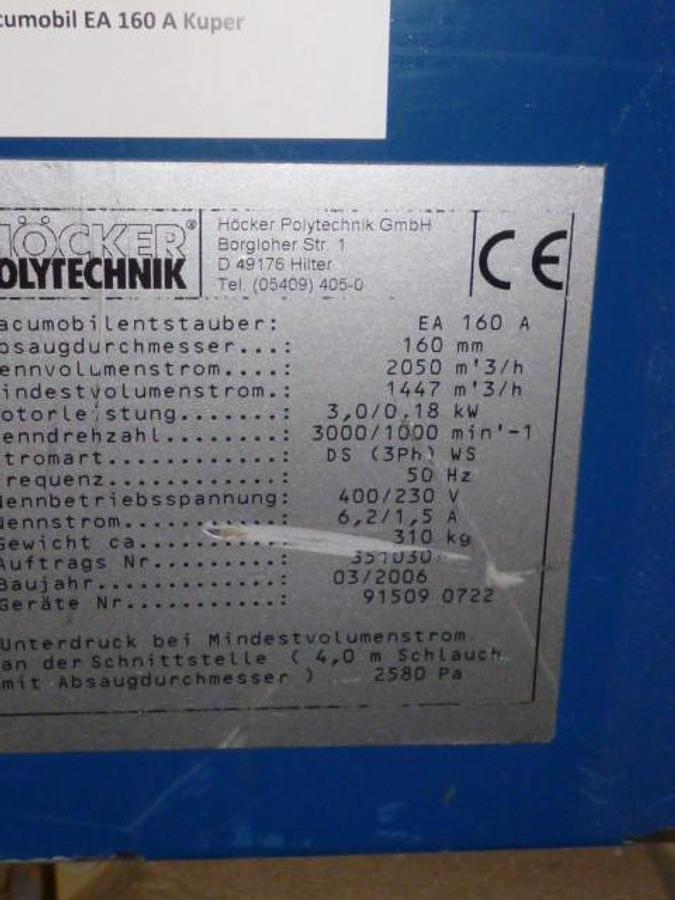 cumobil EA 160 A Kuper
HÖCKER®
OLYTECHNIK
Höcker Polytechnik GmbH
Borgloher Str. 1
D 49176 Hilter
Tel. (05409) 405-0
CE
acumobilentstauber: EA 160 A
bsaugdurchmesser...: 160 mm
ennvolumenstrom....: 2050 m'3/h
indestvolumenstrom.: 1447 m'3/h
otorleistung.......: 3,0/0,18 kW
enndrehzahl........: 3000/1000 min'-1
tromart............: DS (3Ph) WS
requenz............: 50 Hz
Nennbetriebsspannung: 400/230 V
Nennstrom...........: 6,2/1,5 A
Gewicht ca..........: 310 kg
Auftrags Nr.........: 351030
Baujahr.............: 03/2006
Geräte Nr...........: 91509 0722
Unterdruck bei Mindestvolumenstrom
an der Schnittstelle ( 4,0 m Schlauch
mit Absaugdurchmesser ) 2580 Pa